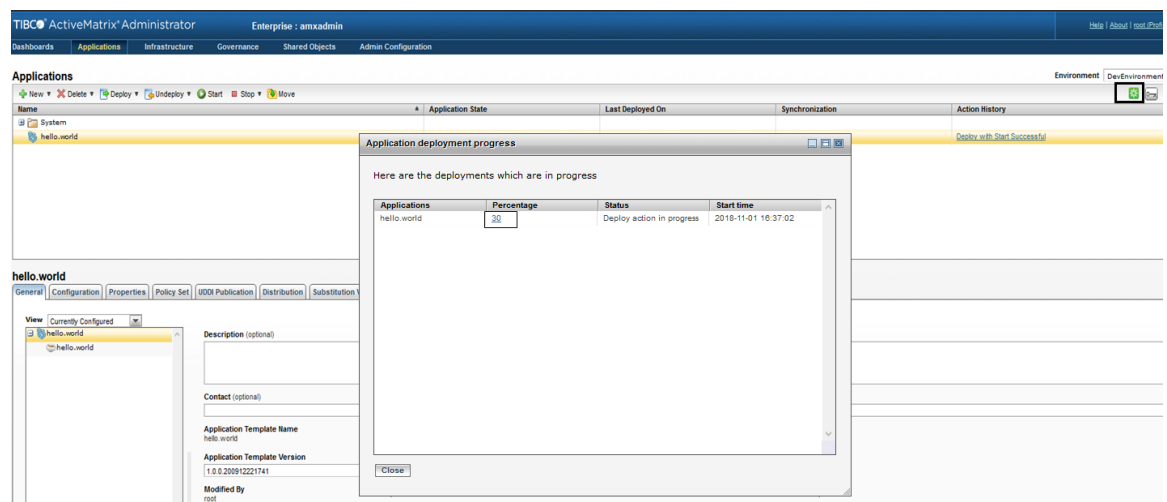 TIBC® ActiveMatrix® Administrator Enterprise : amxadmin Help | About | root (Profi
Dashboards Applications Infrastructure Governance Shared Objects Admin Configuration
Applications Environment DevEnvironment
New Delete Deploy Undeploy Start Stop Move
Name Application State Last Deployed On Synchronization Action History
System
hello.world Deploy with Start Successful
Application deployment progress
Here are the deployments which are in progress
Applications Percentage Status Start time
hello.world 30 Deploy action in progress 2018-11-01 16:37:02
Close
hello.world
General Configuration Properties Policy Set UDDI Publication Distribution Substitution V
View Currently Configured
hello.world
hello.world
Description (optional)
Contact (optional)
Application Template Name
hello.world
Application Template Version
1.0.0.200912221741
Modified By
root